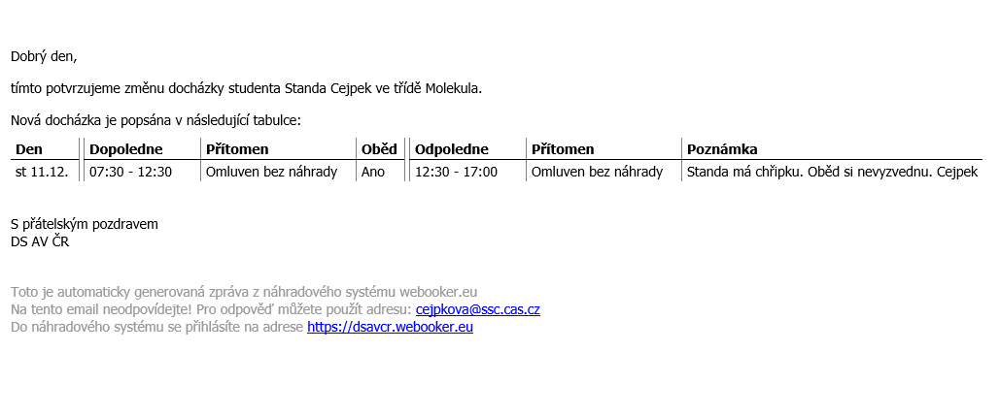 Dobrý den,
tímto potvrzujeme změnu docházky studenta Standa Cejpek ve třídě Molekula.
Nová docházka je popsána v následující tabulce:
Den Dopoledne Přítomen Oběd Odpoledne Přítomen Poznámka
st 11.12. 07:30 - 12:30 Omluven bez náhrady Ano 12:30 - 17:00 Omluven bez náhrady Standa má chřipku. Oběd si nevyzvednu. Cejpek
S přátelským pozdravem
DS AV ČR
Toto je automaticky generovaná zpráva z náhradového systému webooker.eu
Na tento email neodpovídejte! Pro odpověď můžete použít adresu: cejpkova@ssc.cas.cz
Do náhradového systému se přihlásíte na adrese https://dsavcr.webooker.eu